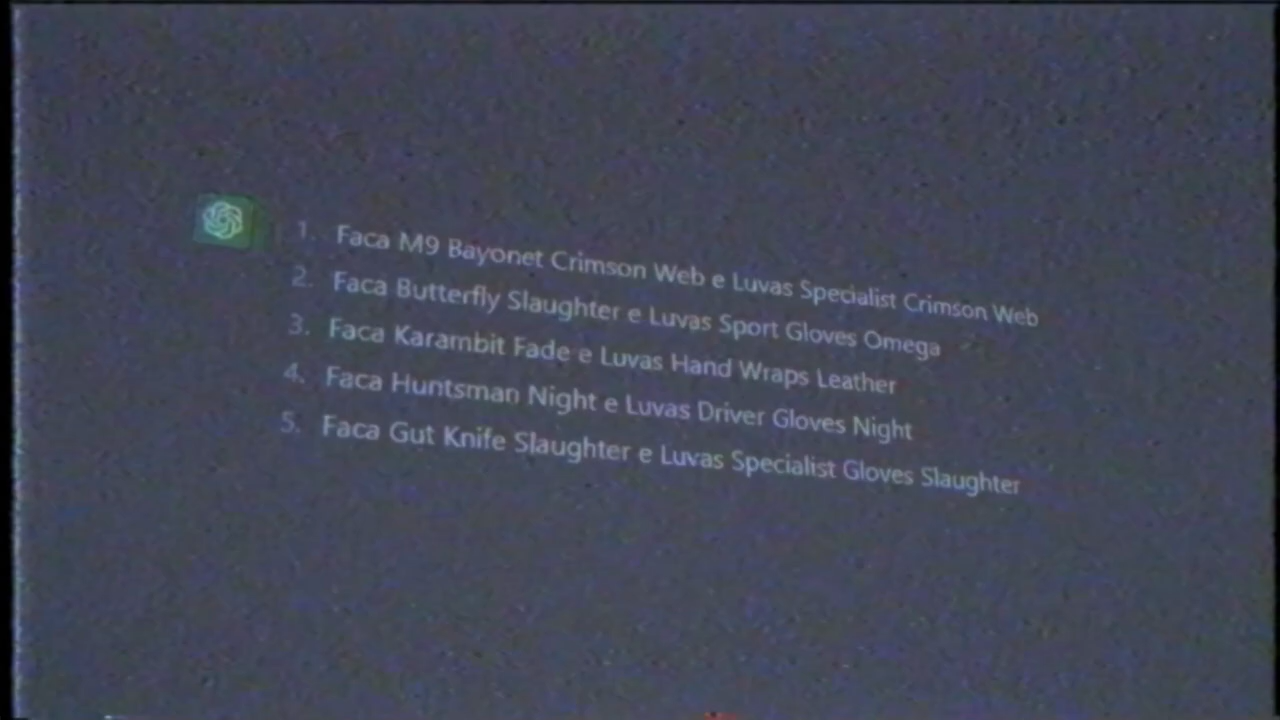 1. Faca M9 Bayonet Crimson Web e Luvas Specialist Crimson Web
2. Faca Butterfly Slaughter e Luvas Sport Gloves Omega
3. Faca Karambit Fade e Luvas Hand Wraps Leather
4. Faca Huntsman Night e Luvas Driver Gloves Night
5. Faca Gut Knife Slaughter e Luvas Specialist Gloves Slaughter